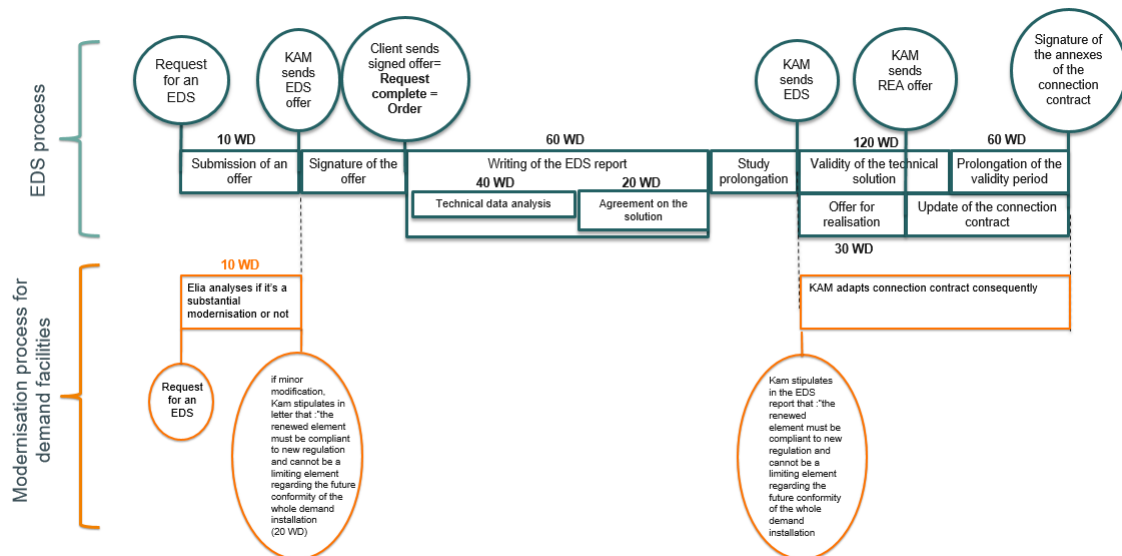 EDS process
Request
for an
EDS
KAM
sends
EDS
offer
Client sends
signed offer=
Request
complete =
Order
KAM
sends
EDS
KAM
sends
REA offer
Signature of
the annexes
of the
connection
contract
10 WD
60 WD
120 WD
60 WD
Submission of an
offer
Signature of the
offer
Writing of the EDS report
Study
prolongation
Validity of the technical
solution
Prolongation of the
validity period
40 WD
20 WD
Technical data analysis
Agreement on the
solution
Offer for
realisation
Update of the connection
contract
30 WD
Modernisation process for
demand facilities
10 WD
Elia analyses if it's a
substantial
modernisation or not
KAM adapts connection contract consequently
Request
for an
EDS
if minor
modification,
Kam stipulates in
letter that :"the
renewed element
must be compliant
to new regulation
and cannot be a
limiting element
regarding the future
conformity of the
whole demand
installation
(20 WD)
Kam stipulates
in the EDS
report that :"the
renewed
element must be
compliant to new
regulation and
cannot be a
limiting element
regarding the
future conformity
of the whole
demand
installation